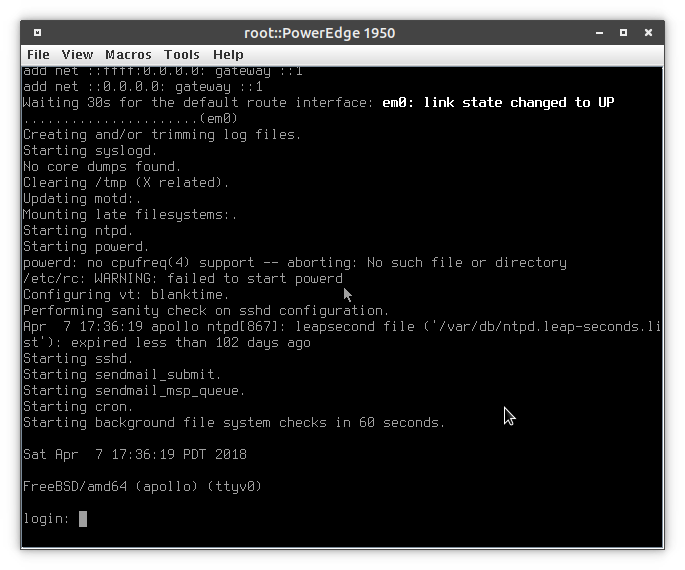 root::PowerEdge 1950
File View Macros Tools Help
add net ::ffff:0.0.0.0: gateway ::1
add net ::0.0.0.0: gateway ::1
Waiting 30s for the default route interface: em0: link state changed to UP
......................(em0)
Creating and/or trimming log files.
Starting syslogd.
No core dumps found.
Clearing /tmp (X related).
Updating motd:.
Mounting late filesystems:.
Starting ntpd.
Starting powerd.
powerd: no cpufreq(4) support -- aborting: No such file or directory
/etc/rc: WARNING: failed to start powerd
Configuring vt: blanktime.
Performing sanity check on sshd configuration.
Apr  7 17:36:19 apollo ntpd[867]: leapsecond file ('/var/db/ntpd.leap-seconds.li
st'): expired less than 102 days ago
Starting sshd.
Starting sendmail_submit.
Starting sendmail_msp_queue.
Starting cron.
Starting background file system checks in 60 seconds.
Sat Apr  7 17:36:19 PDT 2018
FreeBSD/amd64 (apollo) (ttyv0)
login: